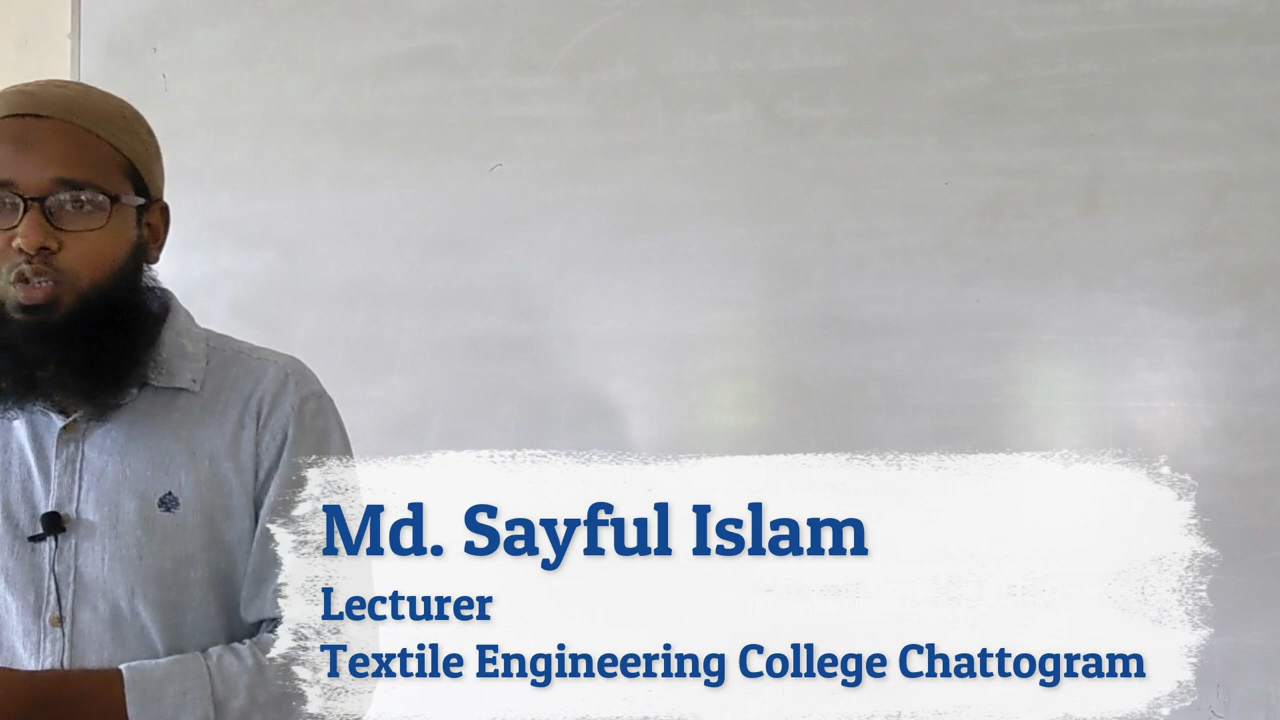 Md. Sayful Islam
Lecturer
Textile Engineering College Chattogram